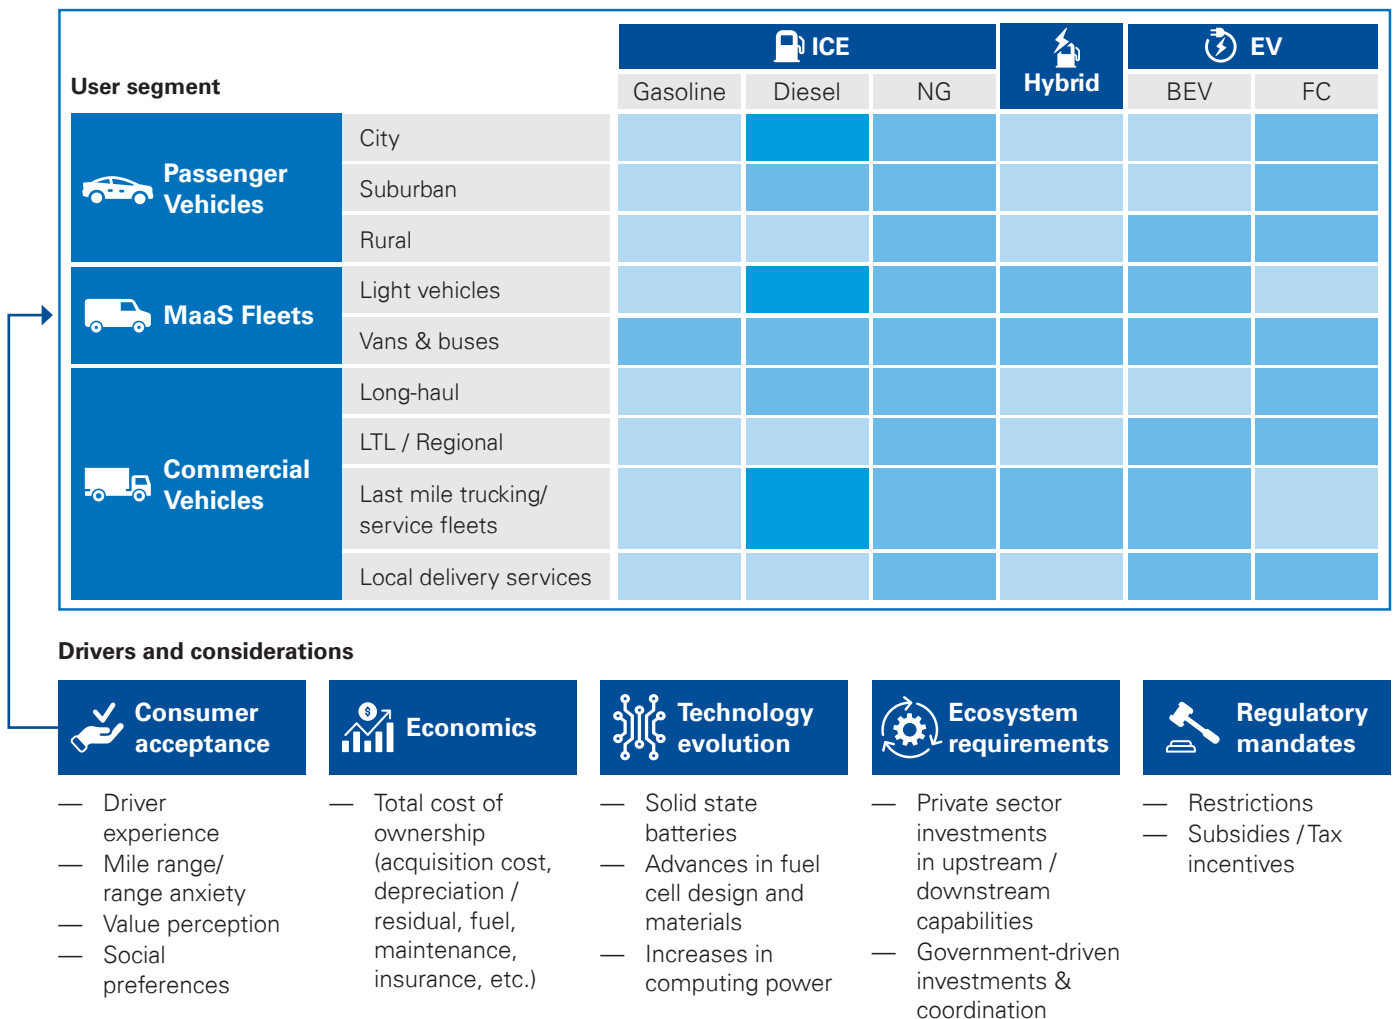 ICE
Hybrid
EV
User segment
Gasoline
Diesel
NG
BEV
FC
Passenger
Vehicles
City
Suburban
Rural
MaaS Fleets
Light vehicles
Vans & buses
Commercial
Vehicles
Long-haul
LTL / Regional
Last mile trucking/
service fleets
Local delivery services
Drivers and considerations
Consumer
acceptance
— Driver
experience
— Mile range/
range anxiety
— Value perception
— Social
preferences
$
Economics
— Total cost of
ownership
(acquisition cost,
depreciation /
residual, fuel,
maintenance,
insurance, etc.)
Technology
evolution
— Solid state
batteries
— Advances in fuel
cell design and
materials
— Increases in
computing power
Ecosystem
requirements
— Private sector
investments
in upstream /
downstream
capabilities
— Government-driven
investments &
coordination
Regulatory
mandates
— Restrictions
— Subsidies / Tax
incentives